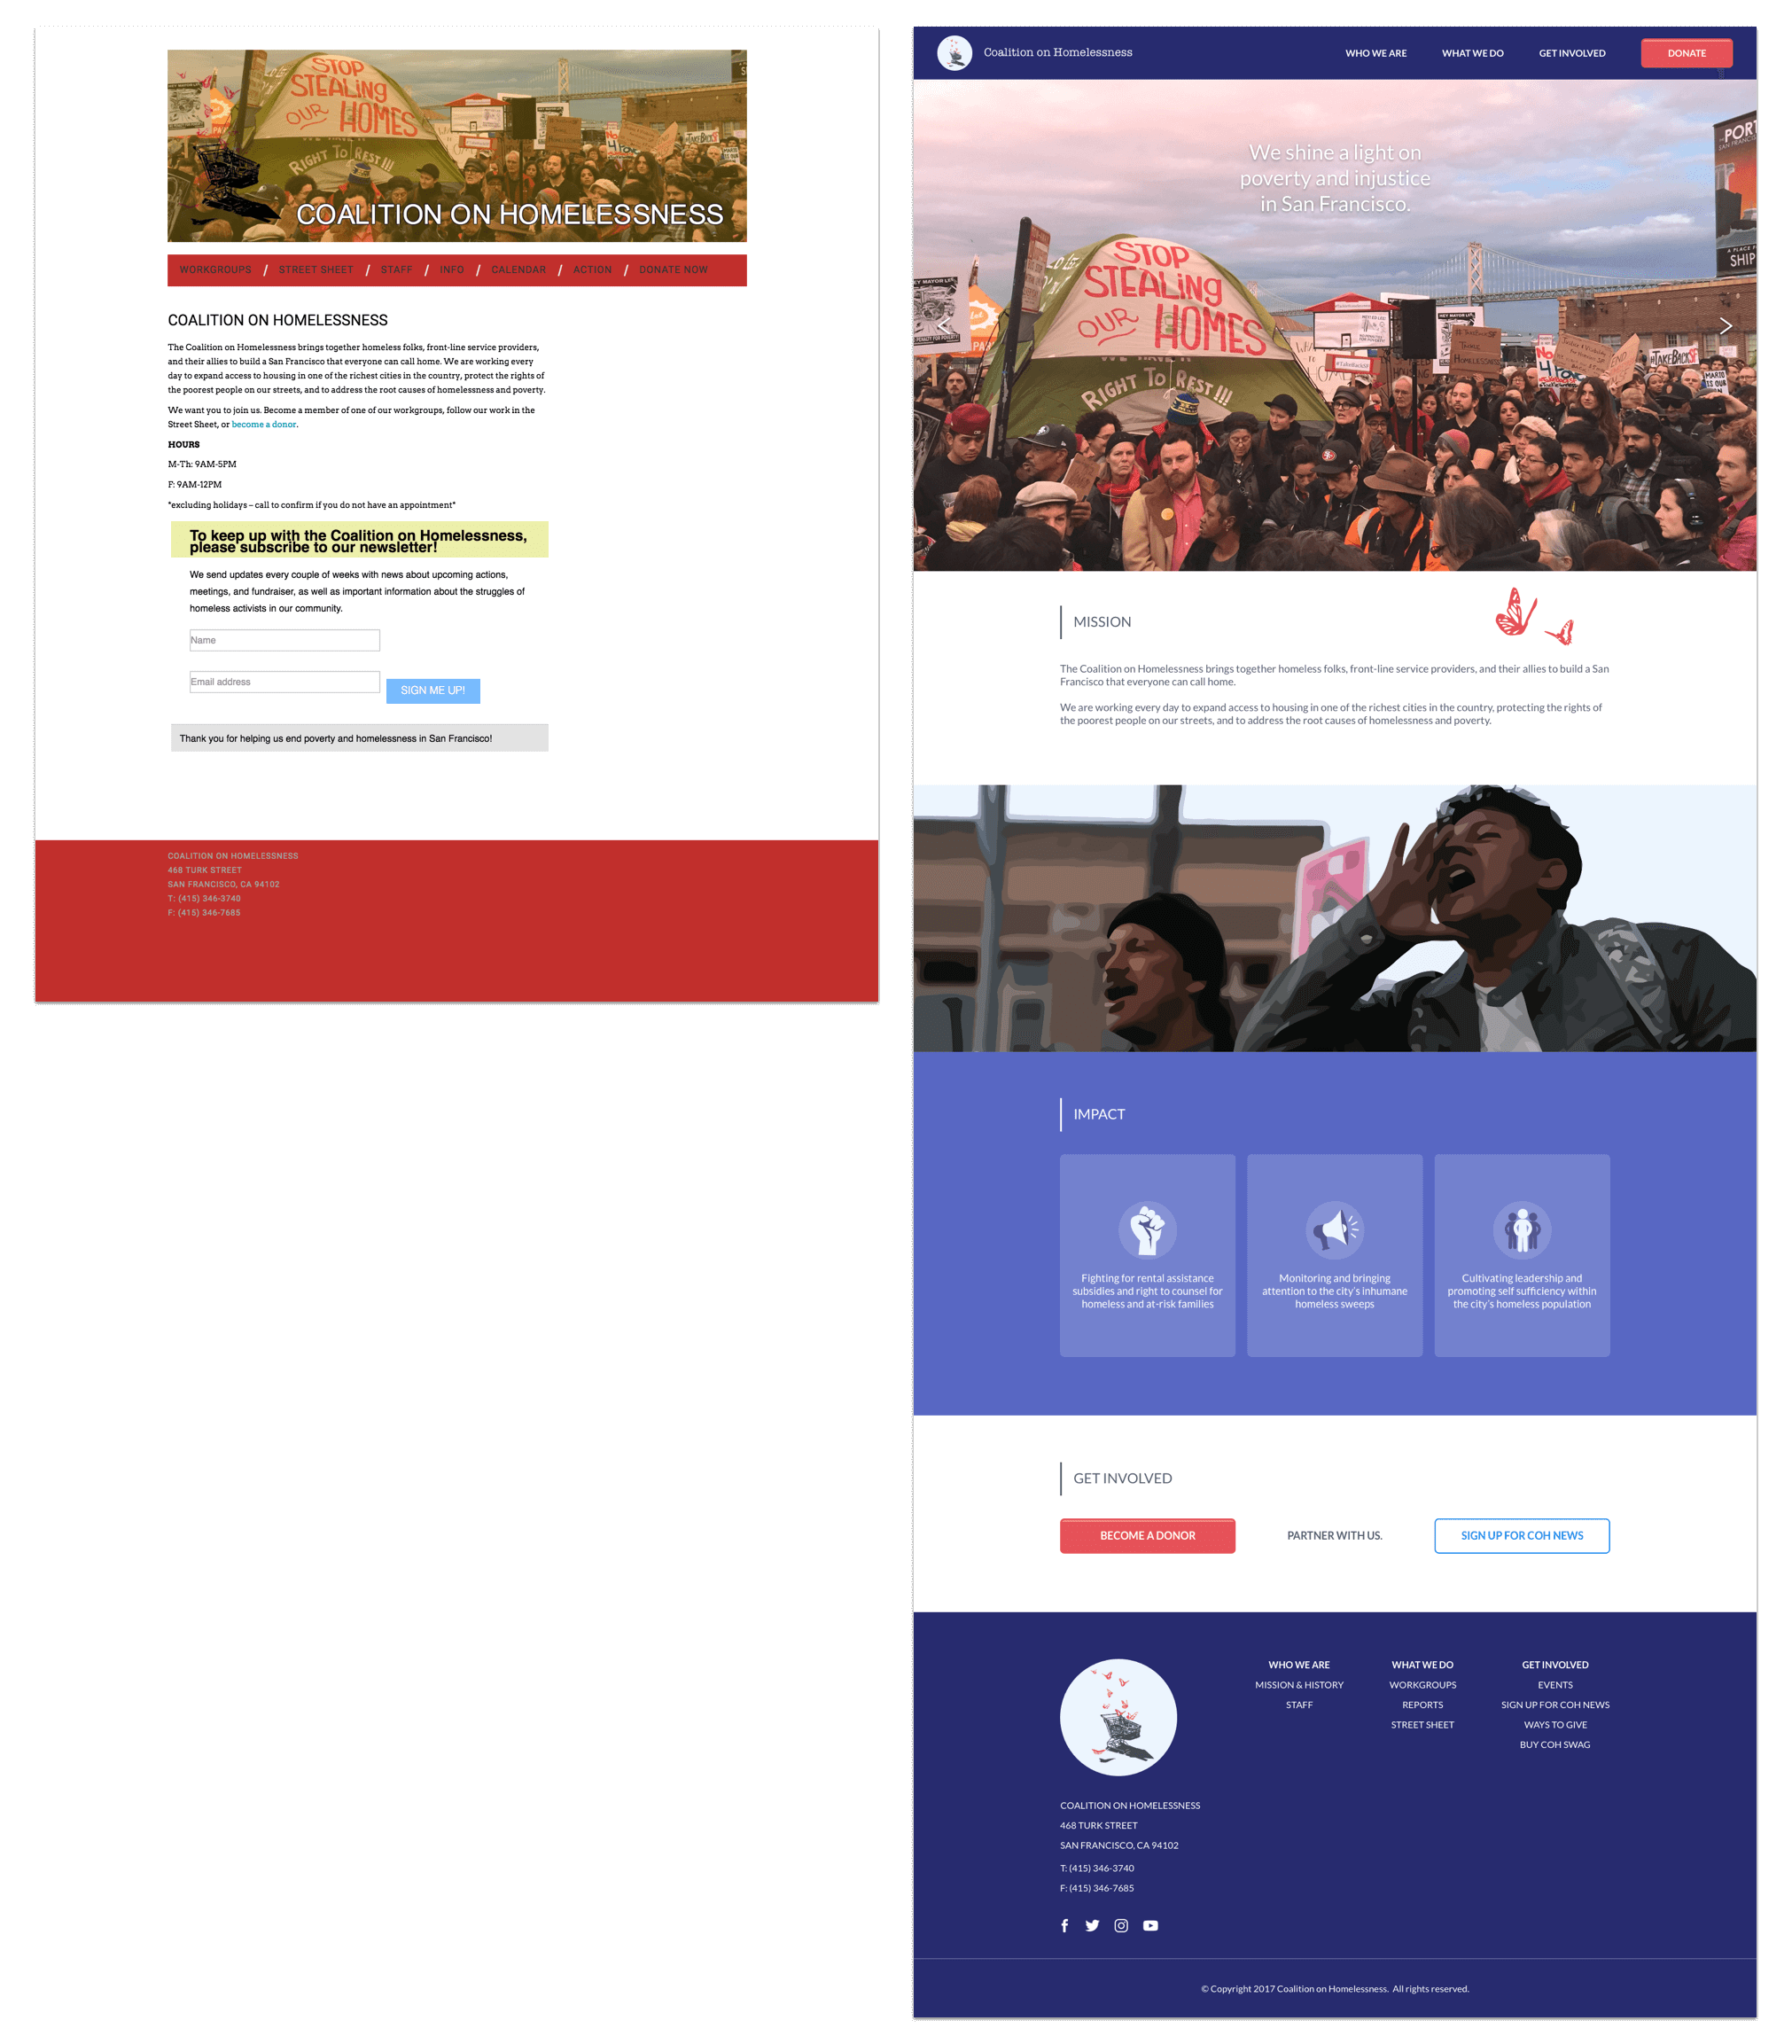 STOP
STEALING
OUR HOMES
RIGHT TO REST!!!
NO
4 FOR
#TAKEBACKSF
COALITION ON HOMELESSNESS
WORKGROUPS / STREET SHEET / STAFF / INFO / CALENDAR / ACTION / DONATE NOW
COALITION ON HOMELESSNESS
The Coalition on Homelessness brings together homeless folks, front-line service providers,
and their allies to build a San Francisco that everyone can call home. We are working every
day to expand access to housing in one of the richest cities in the country, protect the rights of
the poorest people on our streets, and to address the root causes of homelessness and poverty.
We want you to join us. Become a member of one of our workgroups, follow our work in the
Street Sheet, or become a donor.
HOURS
M-Th: 9AM-5PM
F: 9AM-12PM
*excluding holidays – call to confirm if you do not have an appointment*
To keep up with the Coalition on Homelessness,
please subscribe to our newsletter!
We send updates every couple of weeks with news about upcoming actions,
meetings, and fundraiser, as well as important information about the struggles of
homeless activists in our community.
Name
Email address
SIGN ME UP!
Thank you for helping us end poverty and homelessness in San Francisco!
COALITION ON HOMELESSNESS
468 TURK STREET
SAN FRANCISCO, CA 94102
T: (415) 346-3740
F: (415) 346-7685
Coalition on Homelessness
WHO WE ARE
WHAT WE DO
GET INVOLVED
DONATE
We shine a light on
poverty and injustice
in San Francisco.
PORT
SAN FRANCISCO
A PLACE F
SHIP
STOP
STEALING
OUR HOMES
RIGHT TO REST!!!
HEY MAYOR LEE
NO
4 FOR
#TAKEBACKSF
MISSION
The Coalition on Homelessness brings together homeless folks, front-line service providers, and their allies to build a San
Francisco that everyone can call home.
We are working every day to expand access to housing in one of the richest cities in the country, protecting the rights of
the poorest people on our streets, and to address the root causes of homelessness and poverty.
IMPACT
Fighting for rental assistance
subsidies and right to counsel for
homeless and at-risk families
Monitoring and bringing
attention to the city's inhumane
homeless sweeps
Cultivating leadership and
promoting self sufficiency within
the city's homeless population
GET INVOLVED
BECOME A DONOR
PARTNER WITH US.
SIGN UP FOR COH NEWS
WHO WE ARE
MISSION & HISTORY
STAFF
WHAT WE DO
WORKGROUPS
REPORTS
STREET SHEET
GET INVOLVED
EVENTS
SIGN UP FOR COH NEWS
WAYS TO GIVE
BUY COH SWAG
COALITION ON HOMELESSNESS
468 TURK STREET
SAN FRANCISCO, CA 94102
T: (415) 346-3740
F: (415) 346-7685
© Copyright 2017 Coalition on Homelessness. All rights reserved.